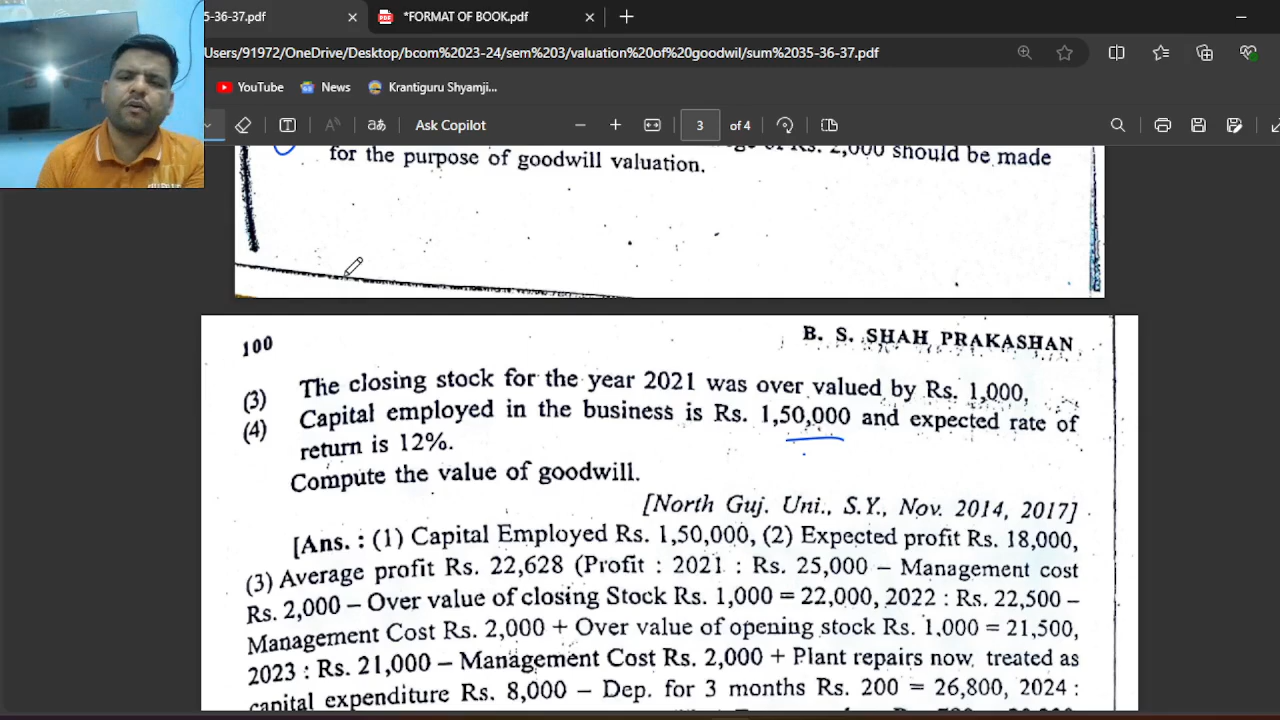 5-36-37.pdf
*FORMAT OF BOOK.pdf
Users/91972/OneDrive/Desktop/bcom%2023-24/sem%203/valuation%20of%20goodwil/sum%2035-36-37.pdf
YouTube
News
Krantiguru Shyamji...
Ask Copilot
3
of 4
Rs. 2,000 should be made
for the purpose of goodwill valuation.
100
B. S. SHAH PRAKASHAN
(3) The closing stock for the year 2021 was over valued by Rs. 1,000,
(4) Capital employed in the business is Rs. 1,50,000 and expected rate of
return is 12%.
Compute the value of goodwill.
[North Guj. Uni., S.Y., Nov. 2014, 2017]
[Ans. : (1) Capital Employed Rs. 1,50,000, (2) Expected profit Rs. 18,000,
(3) Average profit Rs. 22,628 (Profit : 2021 : Rs. 25,000 – Management cost
Rs. 2,000 – Over value of closing Stock Rs. 1,000 = 22,000, 2022 : Rs. 22,500 –
Management Cost Rs. 2,000 + Over value of opening stock Rs. 1,000 = 21,500,
2023 : Rs. 21,000 – Management Cost Rs. 2,000 + Plant repairs now treated as
capital expenditure Rs. 8,000 – Dep. for 3 months Rs. 200 = 26,800, 2024 :